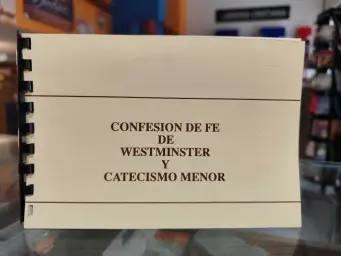 CONFESION DE FE
DE
WESTMINSTER
Y
CATECISMO MENOR